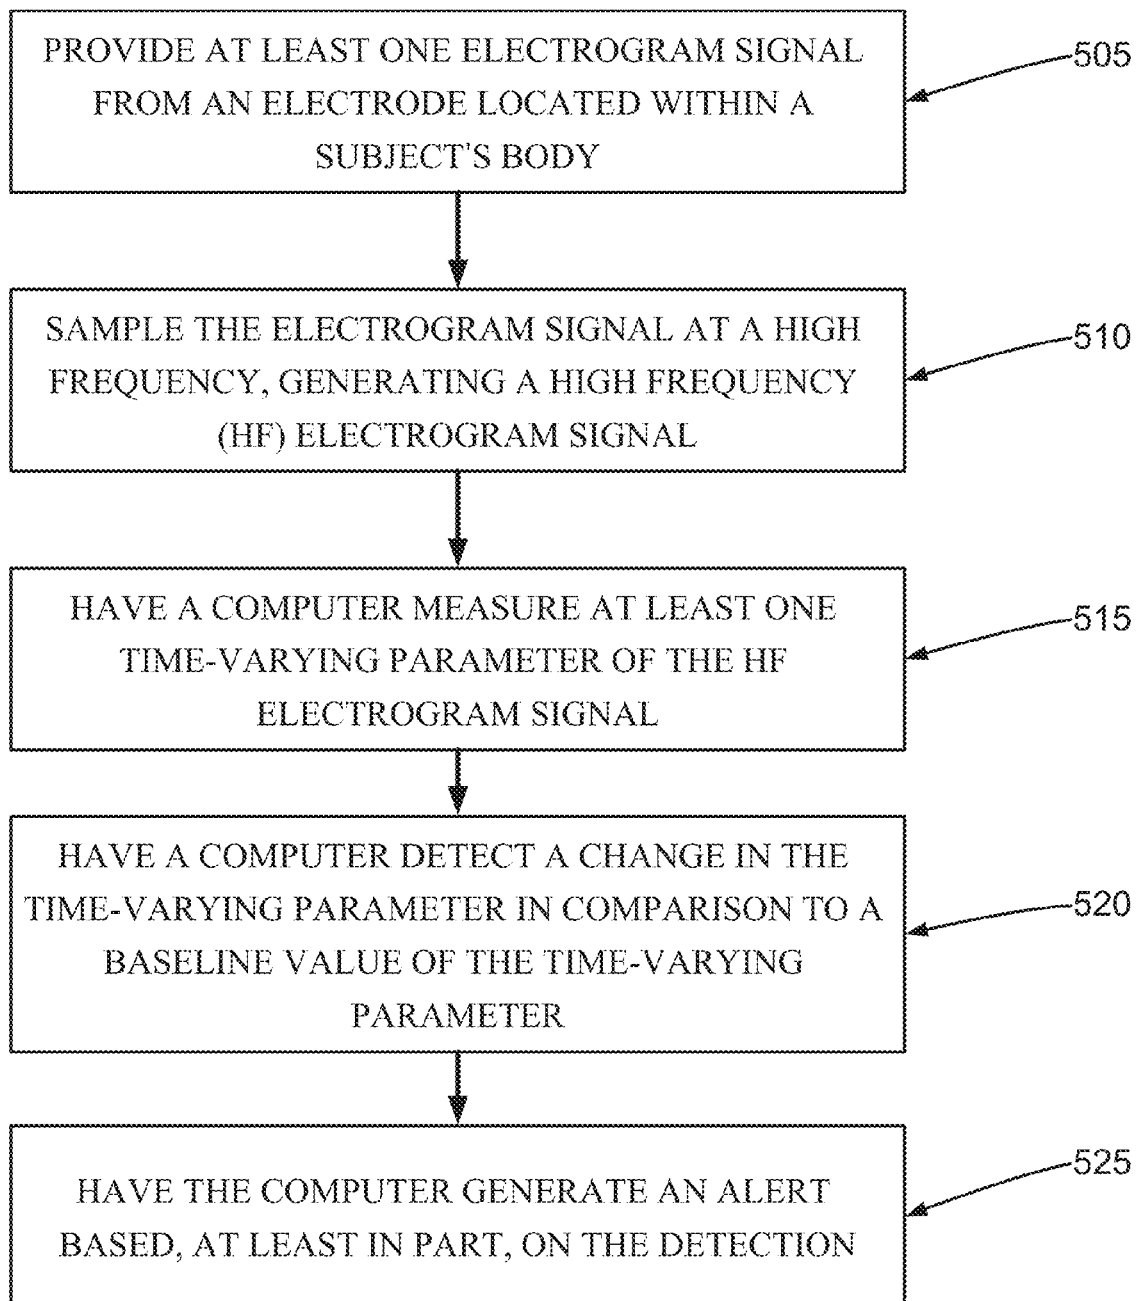 PROVIDE AT LEAST ONE ELECTROGRAM SIGNAL
FROM AN ELECTRODE LOCATED WITHIN A
SUBJECT'S BODY
505
SAMPLE THE ELECTROGRAM SIGNAL AT A HIGH
FREQUENCY, GENERATING A HIGH FREQUENCY
(HF) ELECTROGRAM SIGNAL
510
HAVE A COMPUTER MEASURE AT LEAST ONE
TIME-VARYING PARAMETER OF THE HF
ELECTROGRAM SIGNAL
515
HAVE A COMPUTER DETECT A CHANGE IN THE
TIME-VARYING PARAMETER IN COMPARISON TO A
BASELINE VALUE OF THE TIME-VARYING
PARAMETER
520
HAVE THE COMPUTER GENERATE AN ALERT
BASED, AT LEAST IN PART, ON THE DETECTION
525